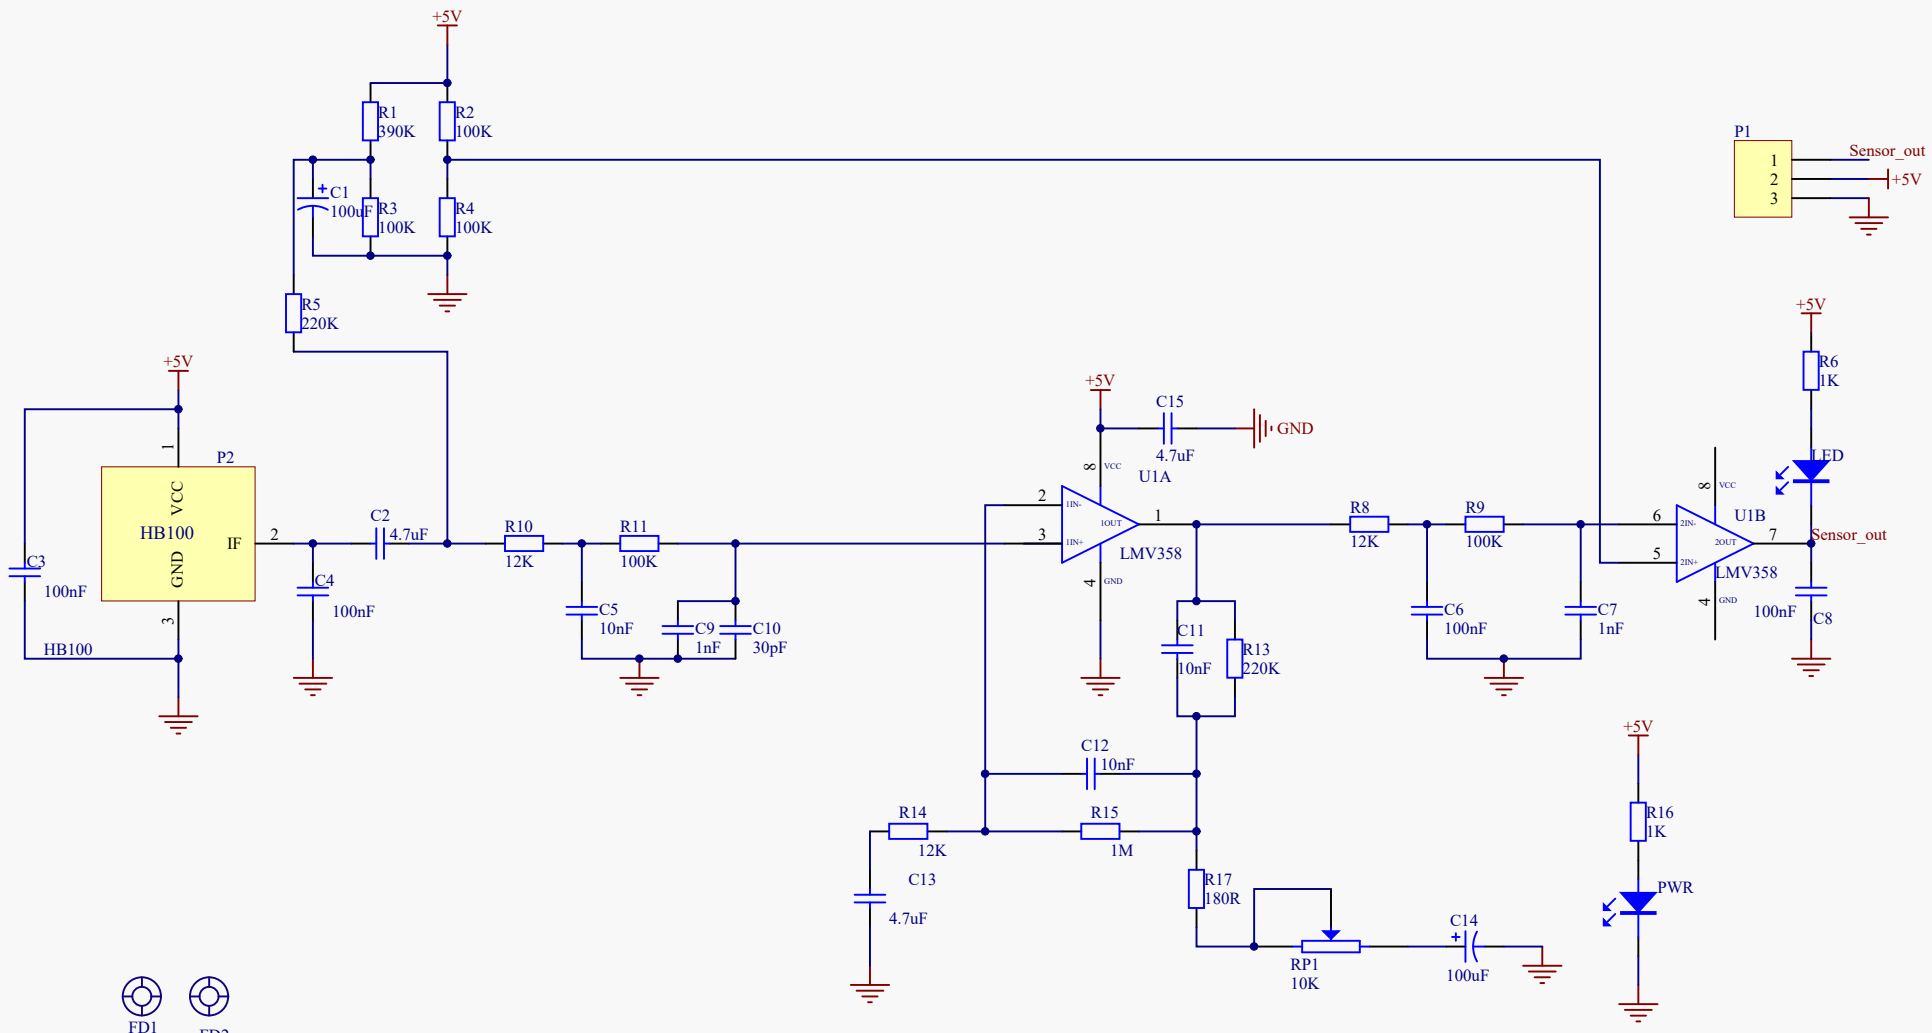 +5V
R1
390K
R2
100K
C1
100uF
R3
100K
R4
100K
R5
220K
P1
1
2
3
Sensor_out
+5V
+5V
P2
1
VCC
HB100
GND
IF
2
3
HB100
C3
100nF
C2
4.7uF
C4
100nF
R10
12K
R11
100K
C5
10nF
C9
1nF
C10
30pF
+5V
C15
4.7uF
GND
8
VCC
U1A
2
1IN-
3
1IN+
1OUT
1
LMV358
4
GND
R8
12K
R9
100K
C6
100nF
C7
1nF
C11
10nF
R13
220K
+5V
R6
1K
LED
8
VCC
U1B
6
2IN-
5
2IN+
2OUT
7
Sensor_out
LMV358
4
GND
100nF
C8
C12
10nF
R14
12K
R15
1M
C13
4.7uF
R17
180R
RP1
10K
C14
100uF
+5V
R16
1K
PWR
FD1
FD2